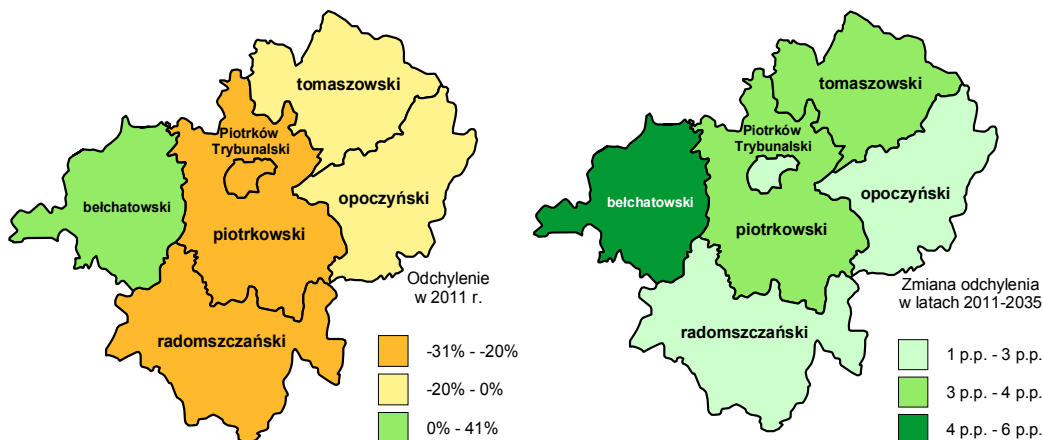 tomaszowski
Piotrków
Trybunalski
opoczyński
bełchatowski
piotrkowski
radomszczański
Odchylenie
w 2011 r.
-31% - -20%
-20% - 0%
0% - 41%
tomaszowski
Piotrków
Trybunalski
opoczyński
bełchatowski
piotrkowski
radomszczański
Zmiana odchylenia
w latach 2011-2035
1 p.p. - 3 p.p.
3 p.p. - 4 p.p.
4 p.p. - 6 p.p.